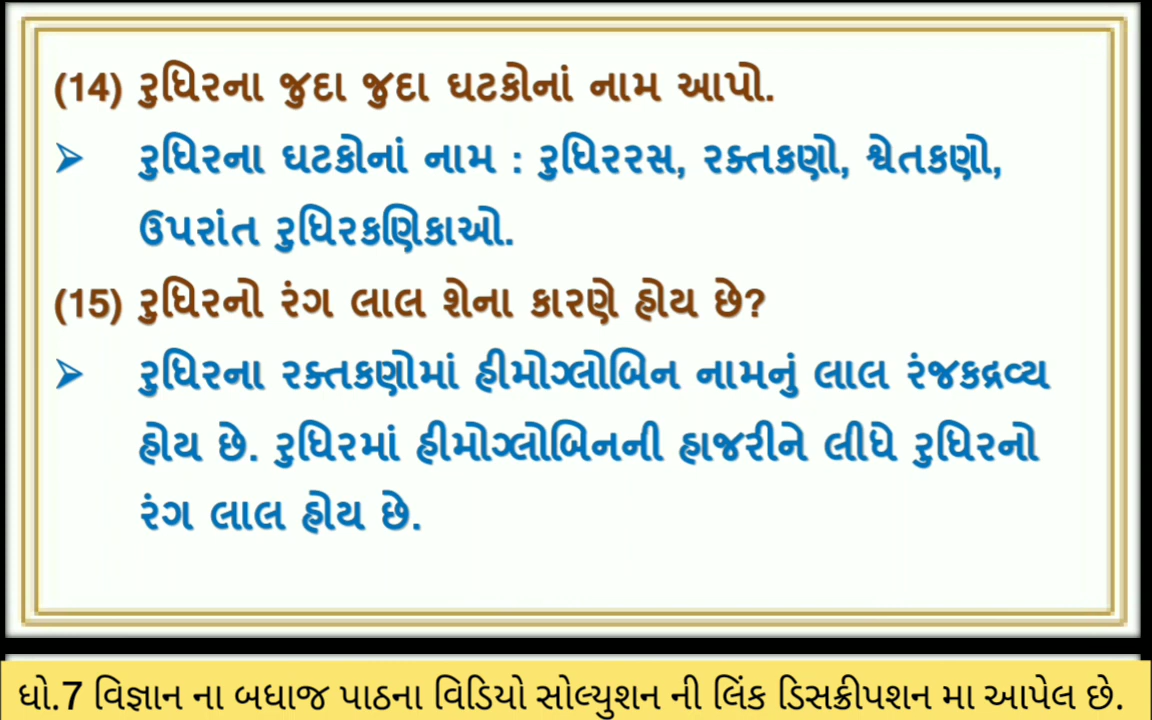 (14) રુધિરના જુદા જુદા ઘટકોનાં નામ આપો.
➢ રુધિરના ઘટકોનાં નામ : રુધિરરસ, રક્તકણો, શ્વેતકણો,
ઉપરાંત રુધિરકણિકાઓ.
(15) રુધિરનો રંગ લાલ શેના કારણે હોય છે?
➢ રુધિરના રક્તકણોમાં હીમોગ્લોબિન નામનું લાલ રંજકદ્રવ્ય
હોય છે. રુધિરમાં હીમોગ્લોબિનની હાજરીને લીધે રુધિરનો
રંગ લાલ હોય છે.
ધો.7 વિજ્ઞાન ના બધાજ પાઠના વિડિયો સોલ્યુશન ની લિંક ડિસક્રીપશન મા આપેલ છે.